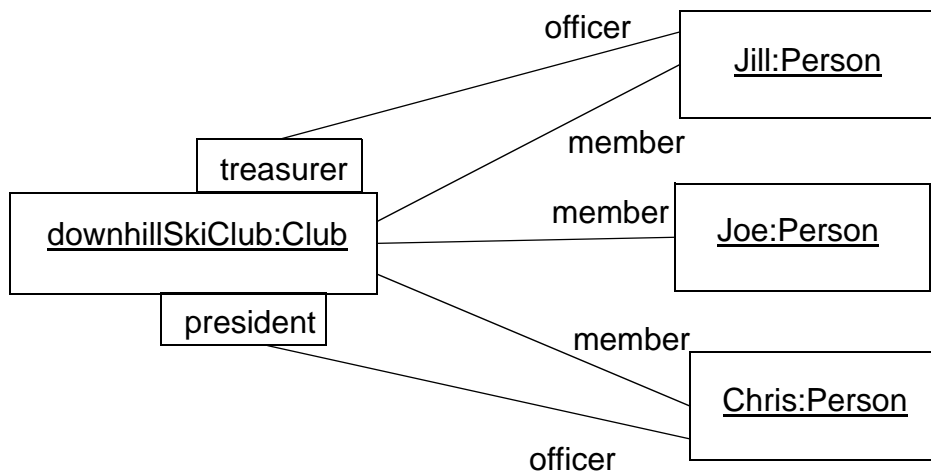 officer
Jill:Person
member
treasurer
member
downhillSkiClub:Club
Joe:Person
president
member
Chris:Person
officer